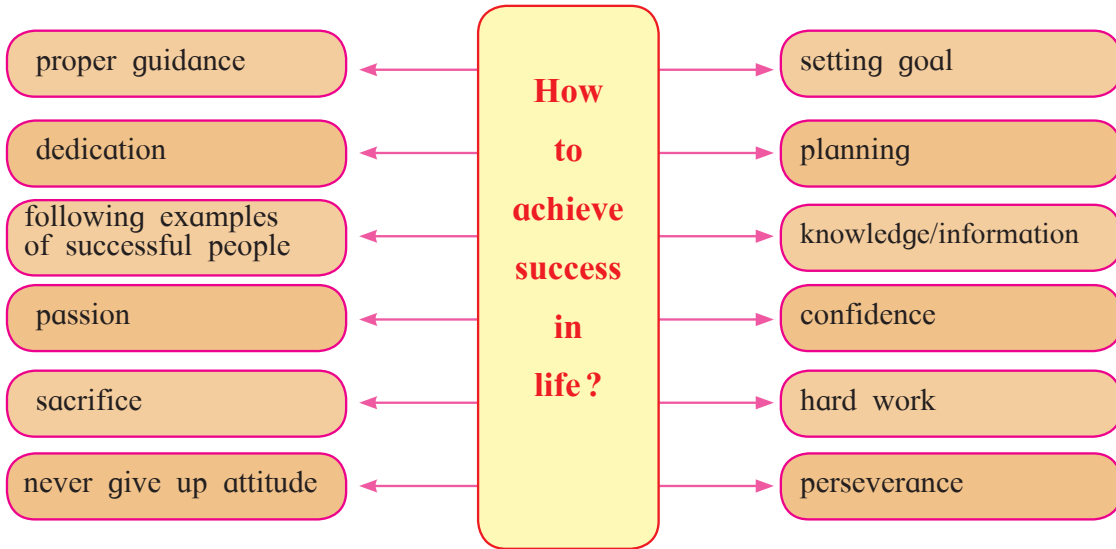 How
to
achieve
success
in
life ?
proper guidance
dedication
following examples
of successful people
passion
sacrifice
never give up attitude
setting goal
planning
knowledge/information
confidence
hard work
perseverance